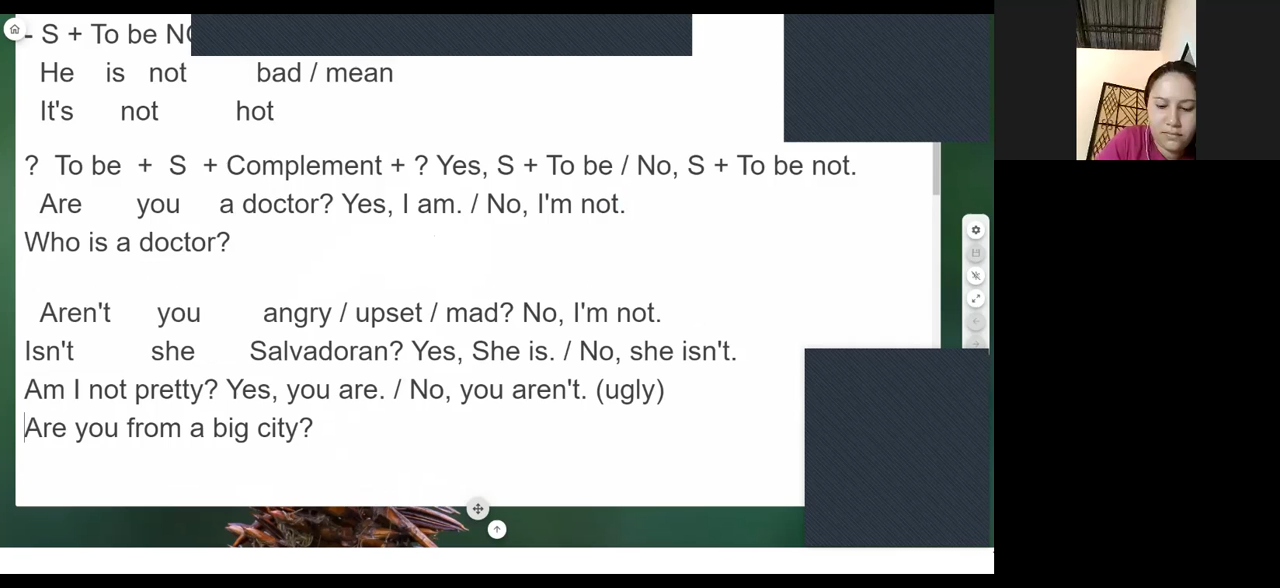 - S + To be
He is not bad / mean
It's not hot
? To be + S + Complement + ? Yes, S + To be / No, S + To be not.
Are you a doctor? Yes, I am. / No, I'm not.
Who is a doctor?
Aren't you angry / upset / mad? No, I'm not.
Isn't she Salvadoran? Yes, She is. / No, she isn't.
Am I not pretty? Yes, you are. / No, you aren't. (ugly)
Are you from a big city?